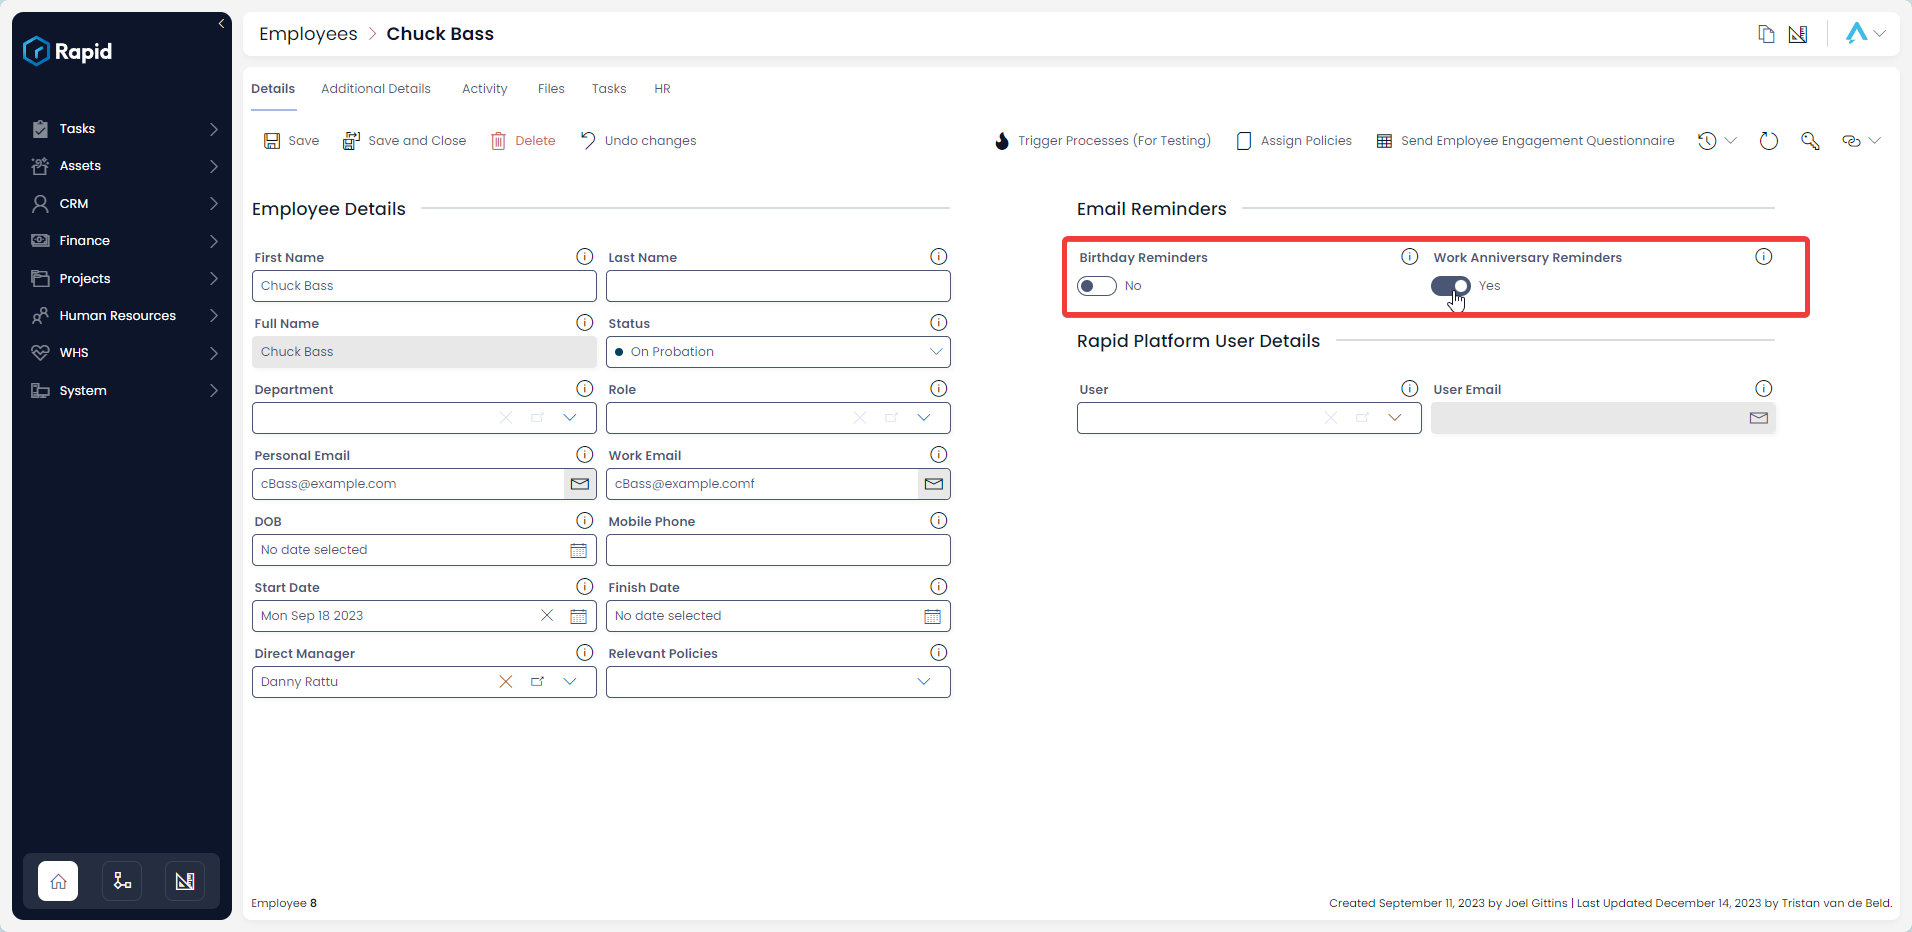 Rapid
Tasks
Assets
CRM
Finance
Projects
Human Resources
WHS
System
Employees > Chuck Bass
Details Additional Details Activity Files Tasks HR
Save Save and Close Delete Undo changes Trigger Processes (For Testing) Assign Policies Send Employee Engagement Questionnaire
Employee Details
First Name Last Name
Chuck Bass
Full Name Status
Chuck Bass On Probation
Department Role
Personal Email Work Email
cBass@example.com cBass@example.comf
DOB Mobile Phone
No date selected
Start Date Finish Date
Mon Sep 18 2023 No date selected
Direct Manager Relevant Policies
Danny Rattu
Email Reminders
Birthday Reminders Work Anniversary Reminders
No Yes
Rapid Platform User Details
User User Email
Employee 8
Created September 11, 2023 by Joel Gittins | Last Updated December 14, 2023 by Tristan van de Beld.